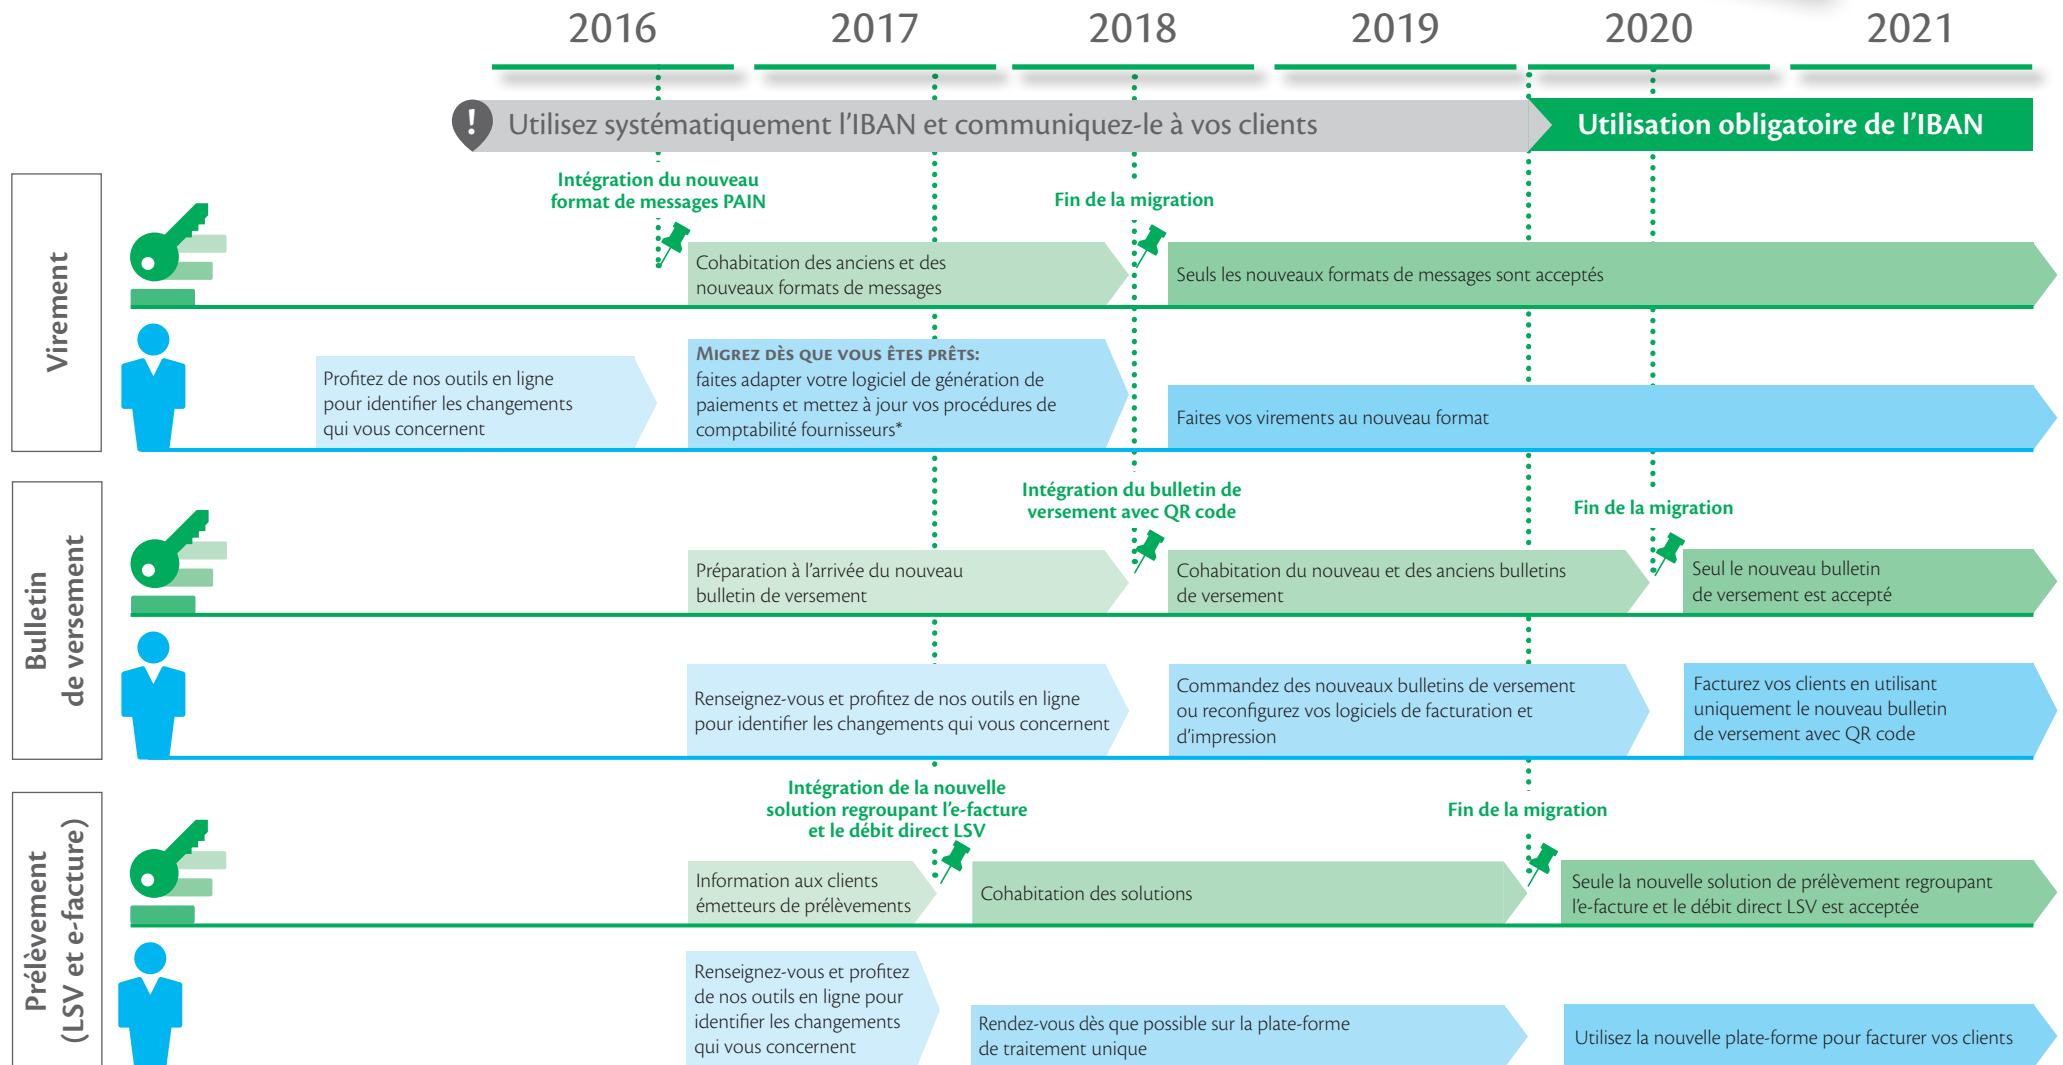 2016 2017 2018 2019 2020 2021
! Utilisez systématiquement l'IBAN et communiquez-le à vos clients
Utilisation obligatoire de l'IBAN
Virement
Intégration du nouveau
format de messages PAIN
Fin de la migration
Cohabitation des anciens et des
nouveaux formats de messages
Seuls les nouveaux formats de messages sont acceptés
Profitez de nos outils en ligne
pour identifier les changements
qui vous concernent
MIGREZ DÈS QUE VOUS ÊTES PRÊTS:
faites adapter votre logiciel de génération de
paiements et mettez à jour vos procédures de
comptabilité fournisseurs*
Faites vos virements au nouveau format
Bulletin
de versement
Intégration du bulletin de
versement avec QR code
Fin de la migration
Préparation à l'arrivée du nouveau
bulletin de versement
Cohabitation du nouveau et des anciens bulletins
de versement
Seul le nouveau bulletin
de versement est accepté
Renseignez-vous et profitez de nos outils en ligne
pour identifier les changements qui vous concernent
Commandez des nouveaux bulletins de versement
ou reconfigurez vos logiciels de facturation et
d'impression
Facturez vos clients en utilisant
uniquement le nouveau bulletin
de versement avec QR code
Prélèvement
(LSV et e-facture)
Intégration de la nouvelle
solution regroupant l'e-facture
et le débit direct LSV
Fin de la migration
Information aux clients
émetteurs de prélèvements
Cohabitation des solutions
Seule la nouvelle solution de prélèvement regroupant
l'e-facture et le débit direct LSV est acceptée
Renseignez-vous et profitez
de nos outils en ligne pour
identifier les changements
qui vous concernent
Rendez-vous dès que possible sur la plate-forme
de traitement unique
Utilisez la nouvelle plate-forme pour facturer vos clients